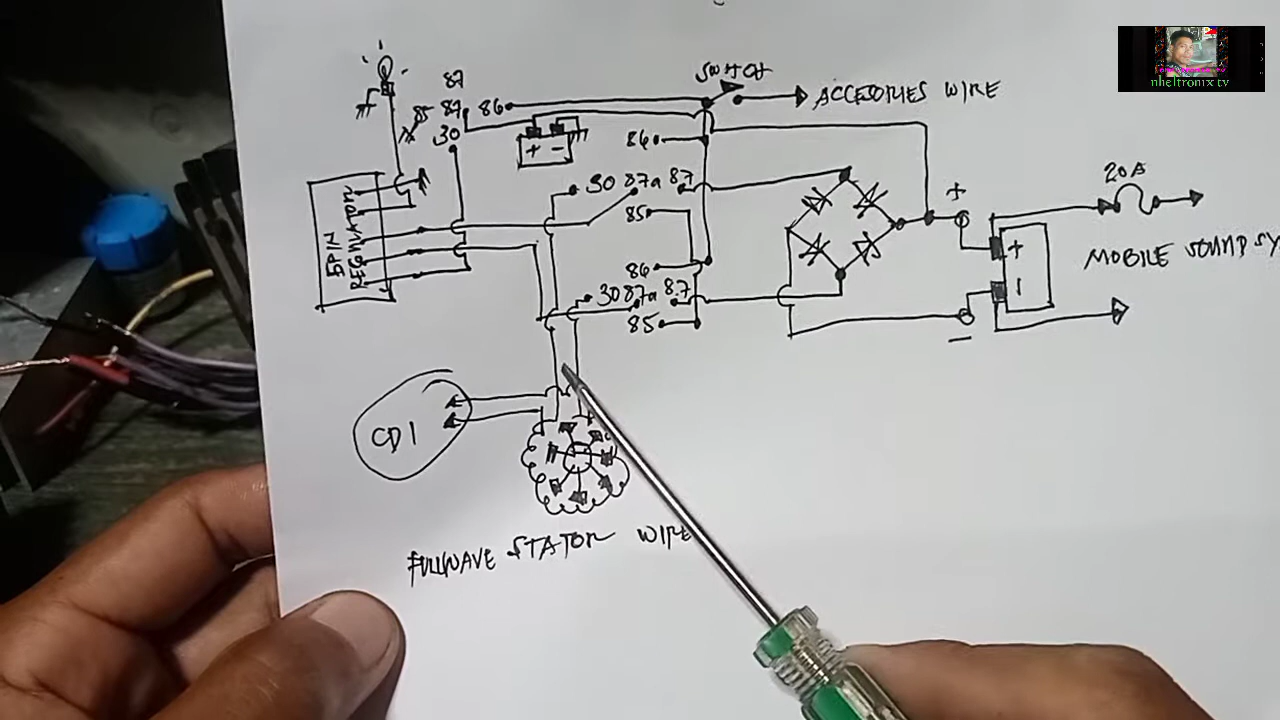 nheltronix tv
SWITCH
ACCESORIES WIRE
87
85 87 86
30
+ -
86
30 87a 87
85
5PIN
REGULATOR
20A
+
+
MOBILE SOUND SY
86
30 87a 87
85
-
-
CDI
FULLWAVE STATOR WIRE